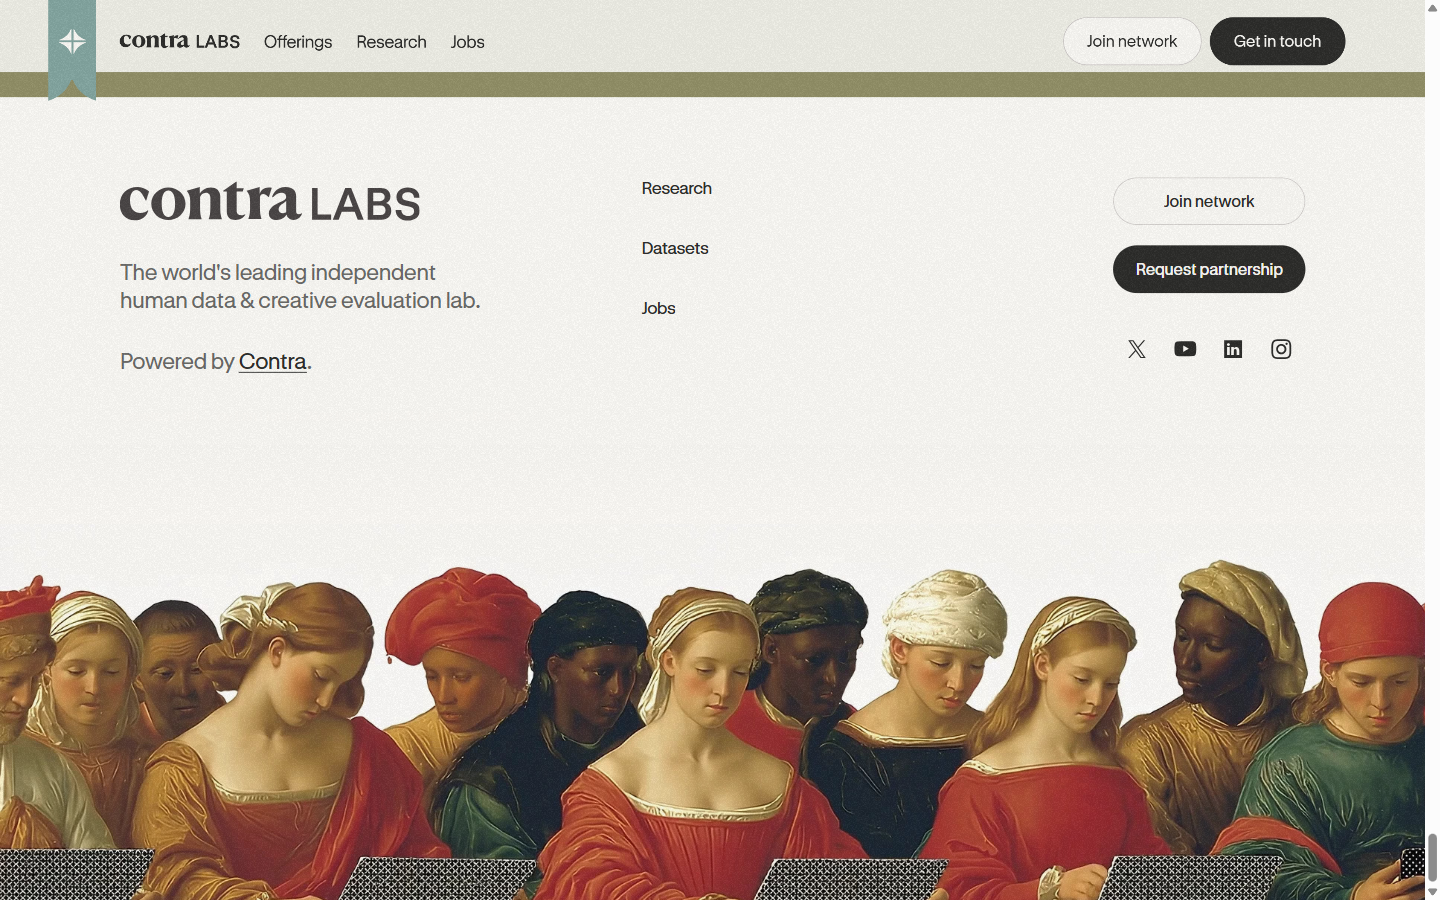 contra LABS Offerings Research Jobs Join network Get in touch
contra LABS
The world's leading independent
human data & creative evaluation lab.
Powered by Contra.
Research
Datasets
Jobs
Join network
Request partnership